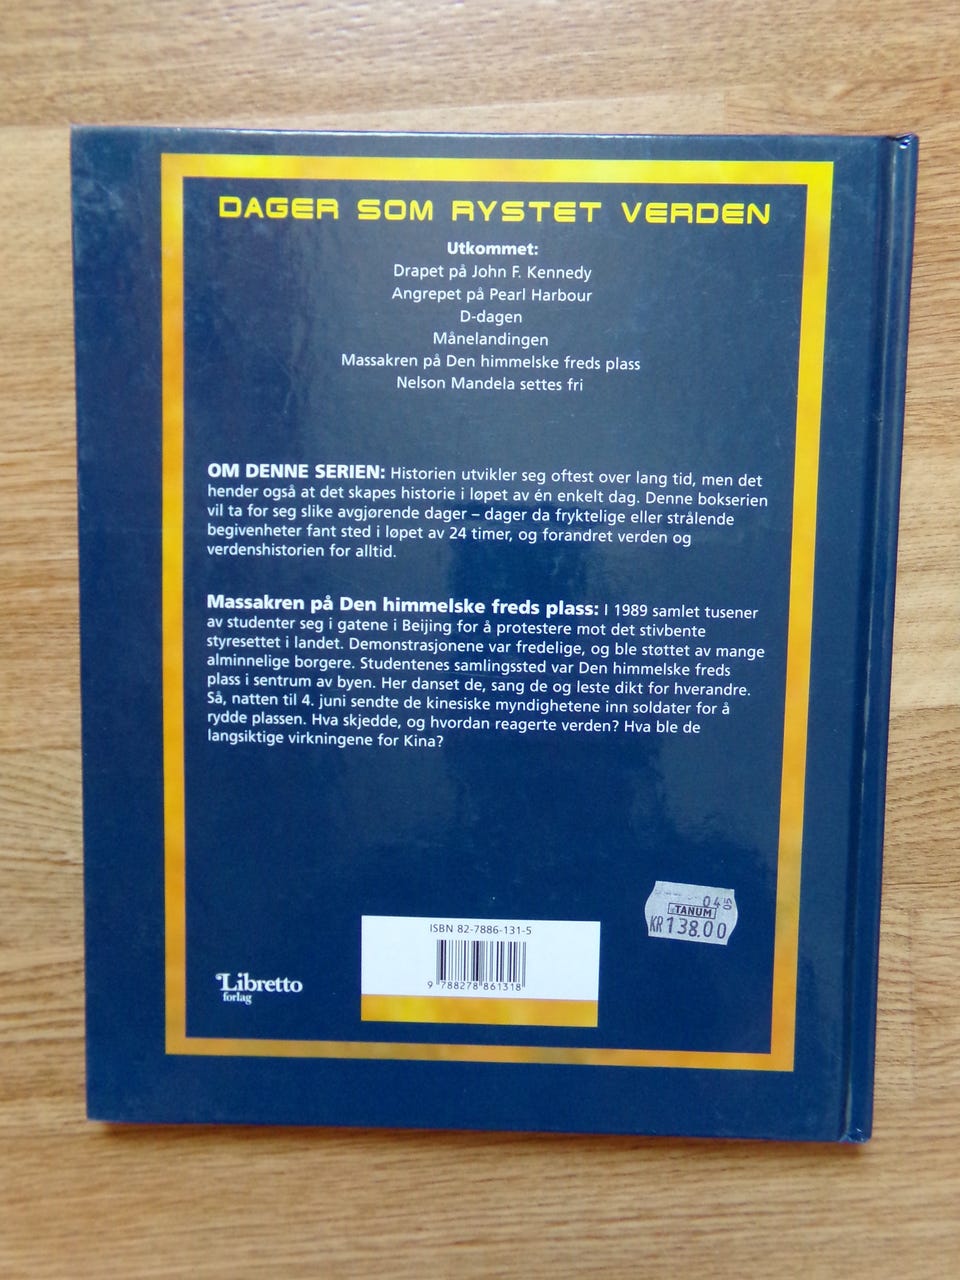 DAGER SOM RYSTET VERDEN
Utkommet:
Drapet på John F. Kennedy
Angrepet på Pearl Harbour
D-dagen
Månelandingen
Massakren på Den himmelske freds plass
Nelson Mandela settes fri
OM DENNE SERIEN: Historien utvikler seg oftest over lang tid, men det
hender også at det skapes historie i løpet av én enkelt dag. Denne bokserien
vil ta for seg slike avgjørende dager – dager da fryktelige eller strålende
begivenheter fant sted i løpet av 24 timer, og forandret verden og
verdenshistorien for alltid.
Massakren på Den himmelske freds plass: I 1989 samlet tusener
av studenter seg i gatene i Beijing for å protestere mot det stivbente
styresettet i landet. Demonstrasjonene var fredelige, og ble støttet av mange
alminnelige borgere. Studentenes samlingssted var Den himmelske freds
plass i sentrum av byen. Her danset de, sang de og leste dikt for hverandre.
Så, natten til 4. juni sendte de kinesiske myndighetene inn soldater for å
rydde plassen. Hva skjedde, og hvordan reagerte verden? Hva ble de
langsiktige virkningene for Kina?
04 05
TANUM
KR 138.00
ISBN 82-7886-131-5
9 788278 861318
Libretto
forlag